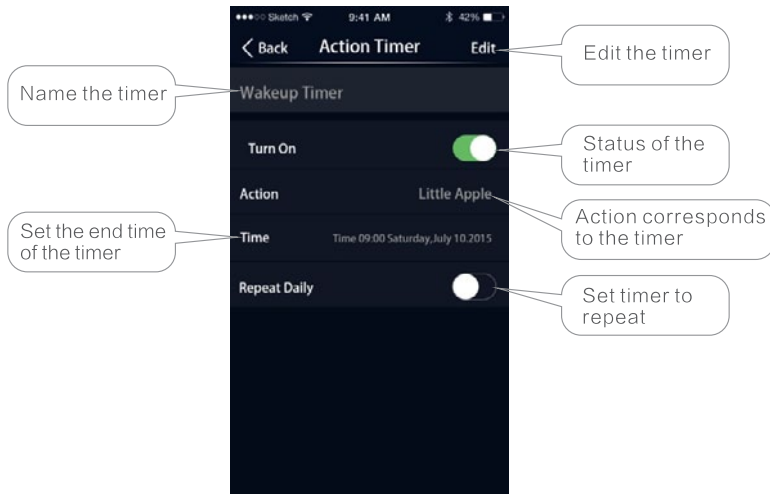 Sketch 9:41 AM 42%
Back Action Timer Edit
Edit the timer
Name the timer
Wakeup Timer
Turn On
Status of the
timer
Action Little Apple
Action corresponds
to the timer
Set the end time
of the timer
Time Time 09:00 Saturday,July 10.2015
Repeat Daily
Set timer to
repeat